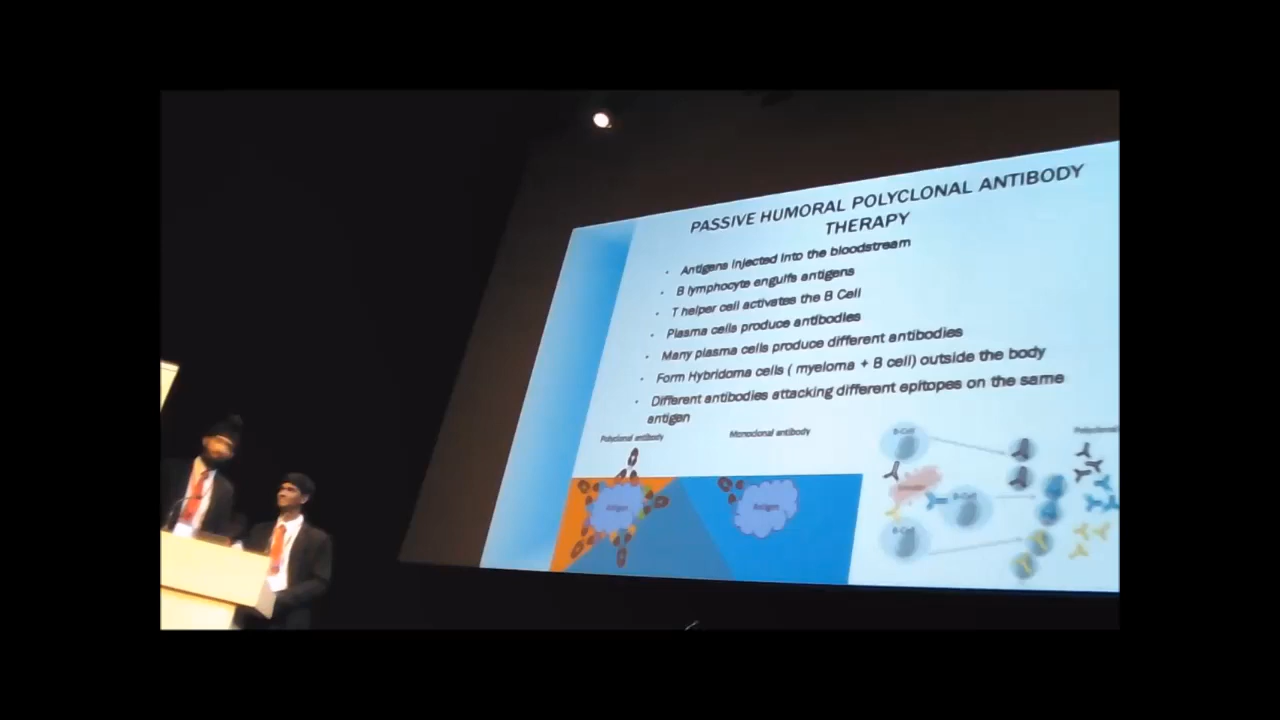 PASSIVE HUMORAL POLYCLONAL ANTIBODY
THERAPY
• Antigens injected into the bloodstream
• B lymphocyte engulfs antigens
• T helper cell activates the B Cell
• Plasma cells produce antibodies
• Many plasma cells produce different antibodies
• Form Hybridoma cells ( myeloma + B cell) outside the body
• Different antibodies attacking different epitopes on the same
antigen
Polyclonal antibody
Monoclonal antibody
Antigen
Antigen
B-Cell
B-Cell
B-Cell
Polyclonal